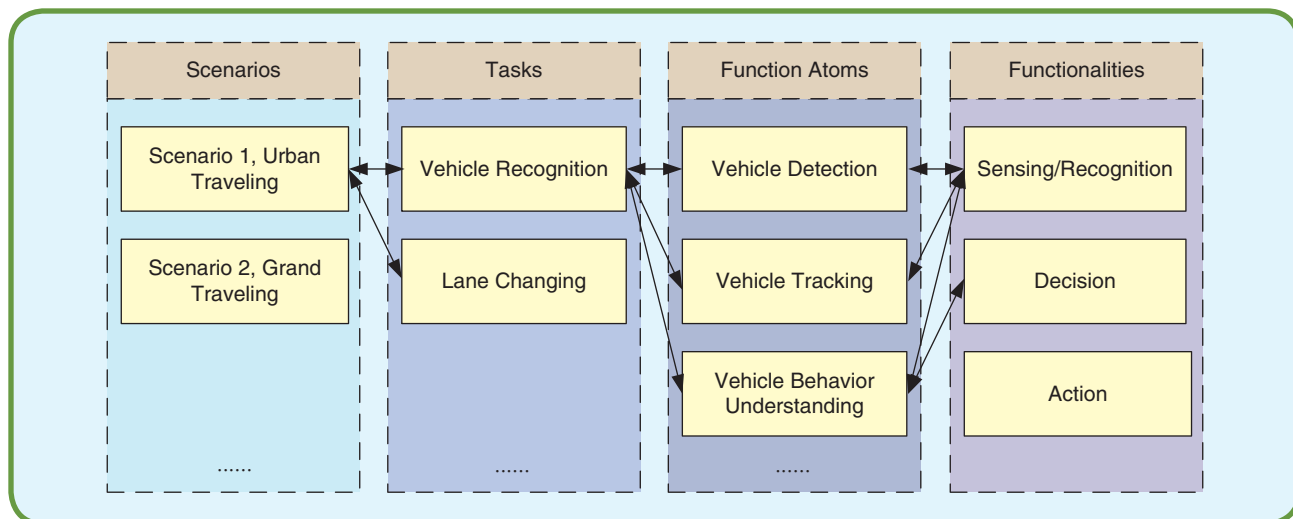 Scenarios
Tasks
Function Atoms
Functionalities
Scenario 1, Urban
Traveling
Vehicle Recognition
Vehicle Detection
Sensing/Recognition
Scenario 2, Grand
Traveling
Lane Changing
Vehicle Tracking
Decision
Vehicle Behavior
Understanding
Action
......
......
......